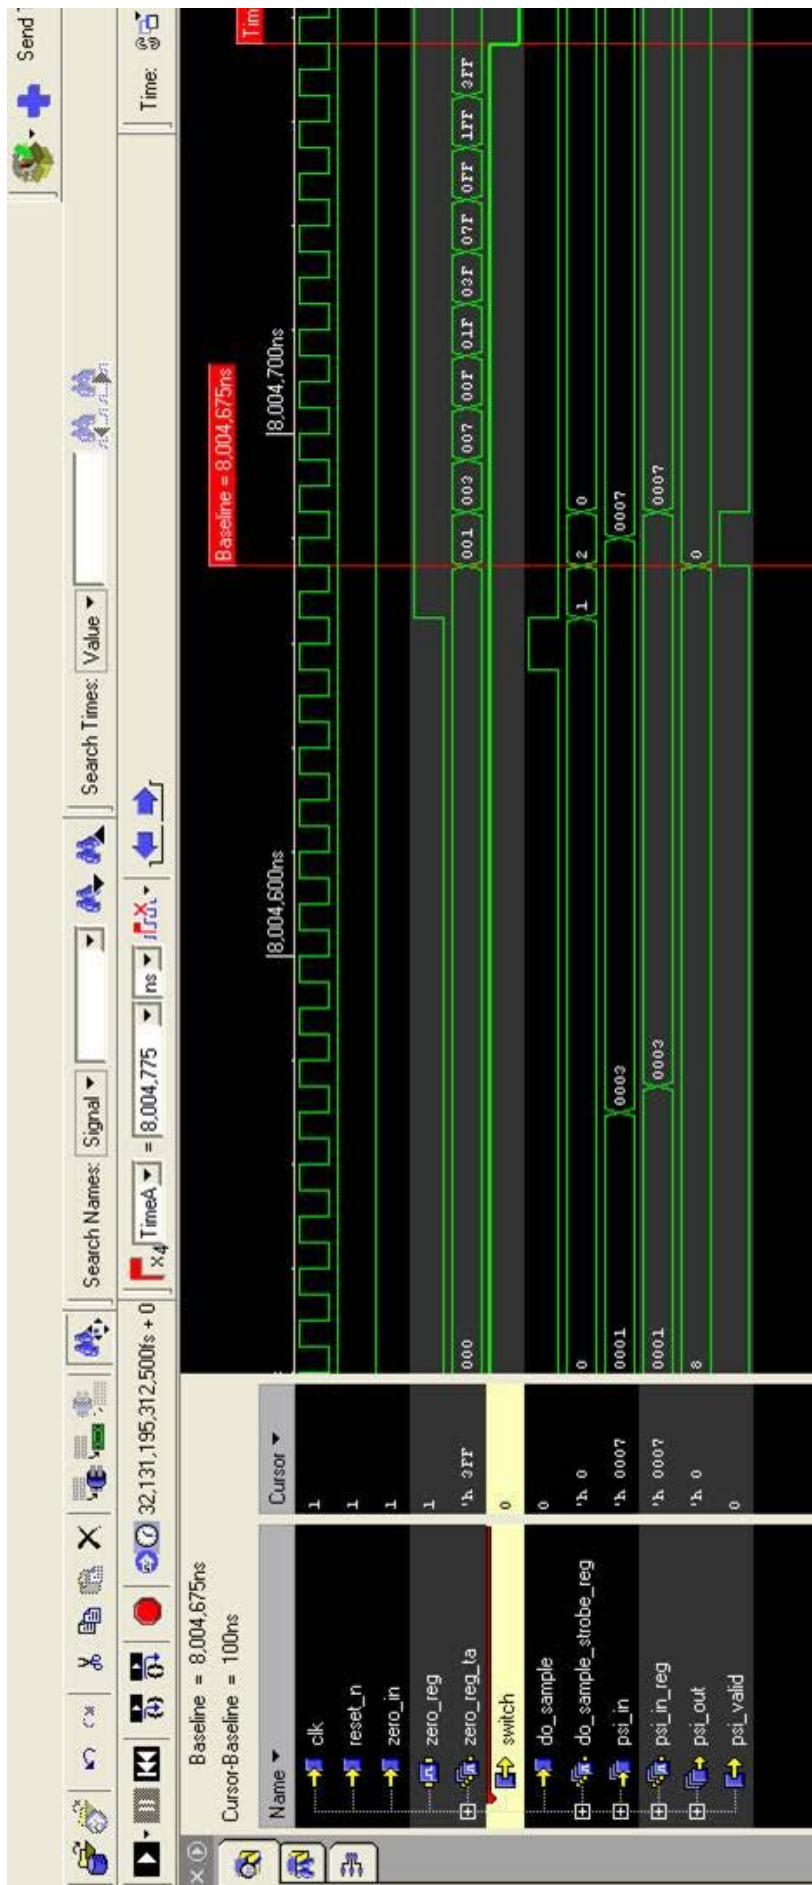 Send
Search Names: Signal
Search Times: Value
TimeA = 8,004,775 ns
32,131,195,312,500fs + 0
Time:
x4
Baseline = 8,004,675ns
Cursor-Baseline = 100ns
Name Cursor
Baseline = 8,004,675ns
Tim
8,004,600ns 8,004,700ns
clk 1
reset_n 1
zero_in 1
zero_reg 1
zero_reg_ta 'h 3FF 000 001 003 007 00F 01F 03F 07F 0FF 1FF 3FF
switch 0
do_sample 0
do_sample_strobe_reg 'h 0 0 1 2 0
psi_in 'h 0007 0001 0003 0007
psi_in_reg 'h 0007 0001 0003 0007
psi_out 'h 0 8 0
psi_valid 0